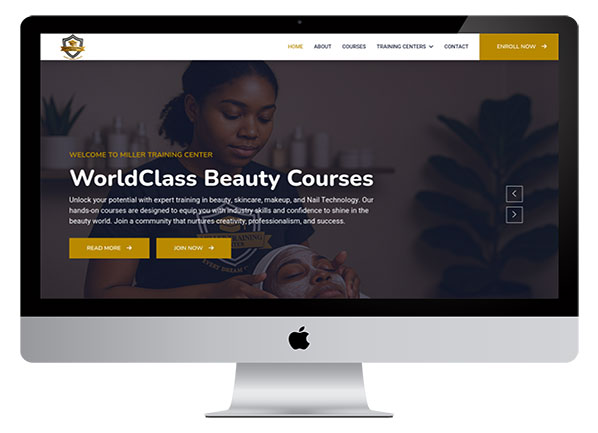 HOME ABOUT COURSES TRAINING CENTERS CONTACT ENROLL NOW
WELCOME TO MILLER TRAINING CENTER
WorldClass Beauty Courses
Unlock your potential with expert training in beauty, skincare, makeup, and Nail Technology. Our
hands-on courses are designed to equip you with industry skills and confidence to shine in the
beauty world. Join a community that nurtures creativity, professionalism, and success.
READ MORE JOIN NOW